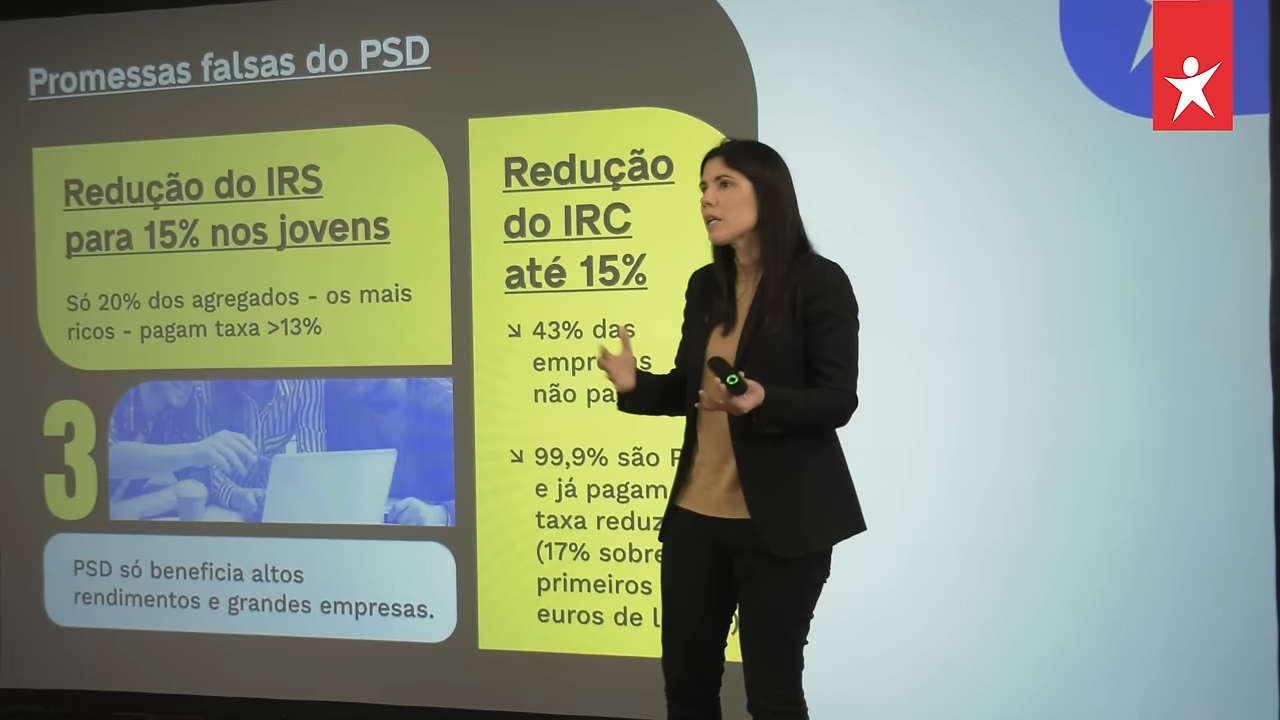 Promessas falsas do PSD
Redução do IRS
para 15% nos jovens
Só 20% dos agregados - os mais
ricos - pagam taxa >13%
3
PSD só beneficia altos
rendimentos e grandes empresas.
Redução
do IRC
até 15%
↘ 43% das
não
↘ 99,9% são
e já pagam
taxa
(17% sobre
primeiros
euros de